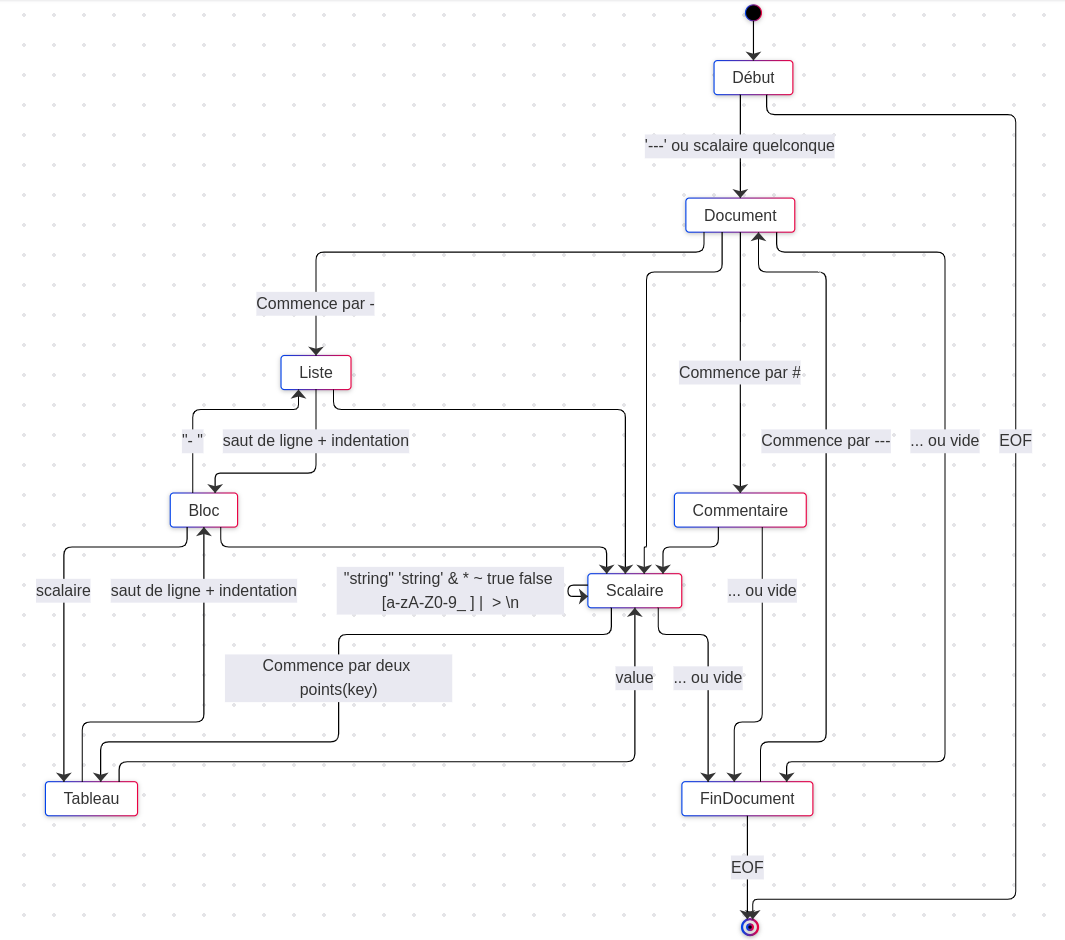 Début
'---' ou scalaire quelconque
Document
Commence par -
Liste
Commence par #
"- "
saut de ligne + indentation
Commence par ---
... ou vide
EOF
Bloc
Commentaire
"string" 'string' & * ~ true false
[a-zA-Z0-9_ ] |  > \n
Scalaire
scalaire
saut de ligne + indentation
... ou vide
Commence par deux
points(key)
value
... ou vide
Tableau
FinDocument
EOF